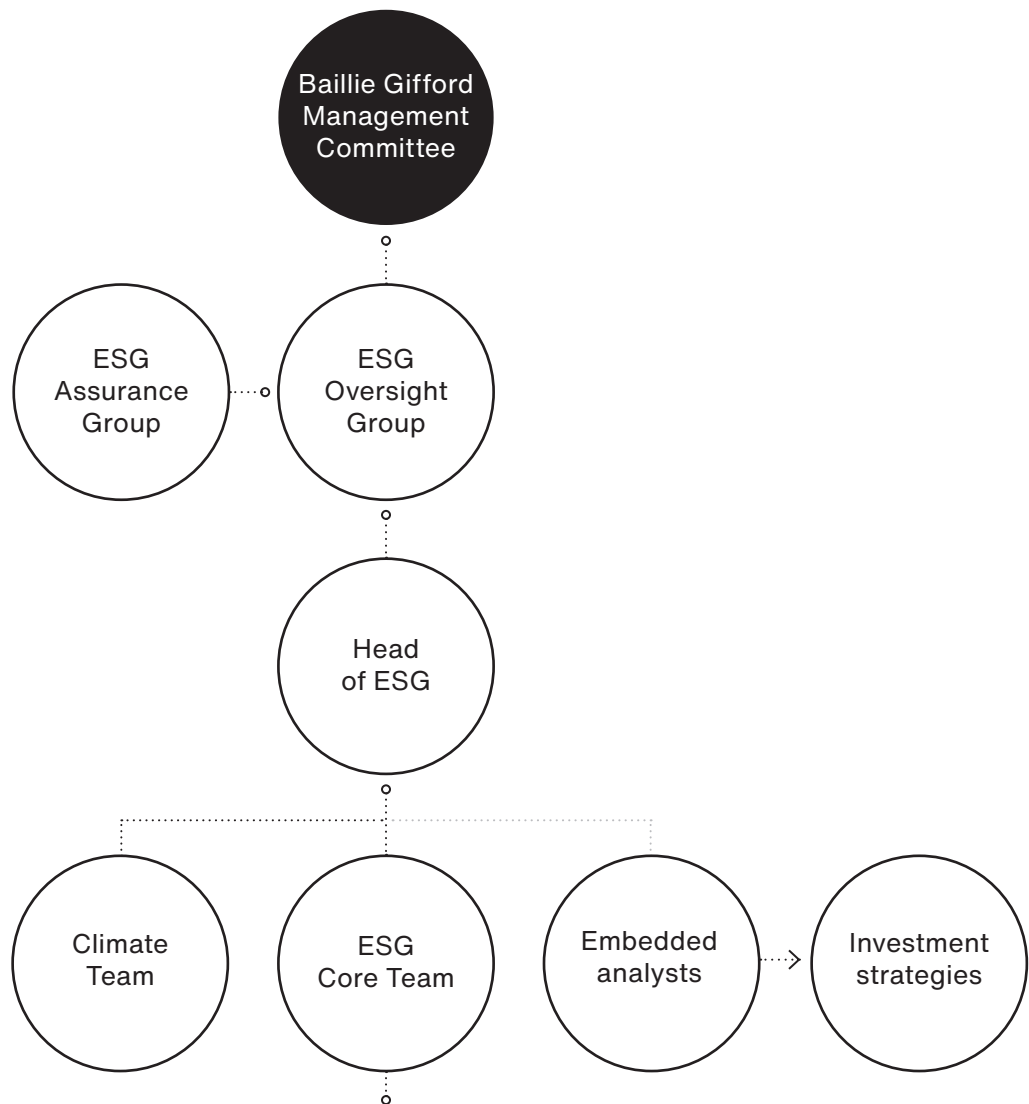 Baillie Gifford
Management
Committee
ESG
Assurance
Group
ESG
Oversight
Group
Head
of ESG
Climate
Team
ESG
Core Team
Embedded
analysts
Investment
strategies